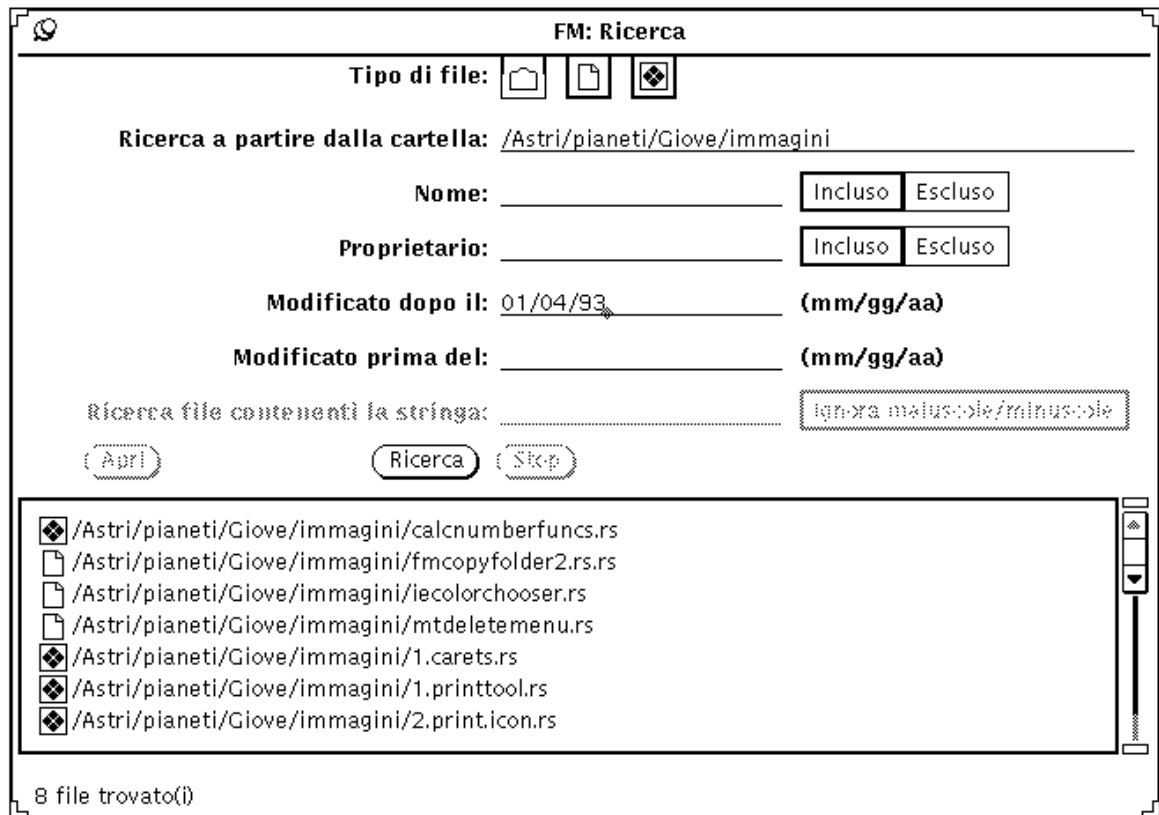 FM: Ricerca
Tipo di file:
Ricerca a partire dalla cartella: /Astri/pianeti/Giove/immagini
Nome: Incluso Escluso
Proprietario: Incluso Escluso
Modificato dopo il: 01/04/93 (mm/gg/aa)
Modificato prima del: (mm/gg/aa)
Ricerca file contenenti la stringa: Ignora maiuscole/minuscole
Apri Ricerca Stop
/Astri/pianeti/Giove/immagini/calcnumberfuncs.rs
/Astri/pianeti/Giove/immagini/fmcopyfolder2.rs.rs
/Astri/pianeti/Giove/immagini/iecolorchooser.rs
/Astri/pianeti/Giove/immagini/mtdeletemenu.rs
/Astri/pianeti/Giove/immagini/1.carets.rs
/Astri/pianeti/Giove/immagini/1.printtool.rs
/Astri/pianeti/Giove/immagini/2.print.icon.rs
8 file trovato(i)